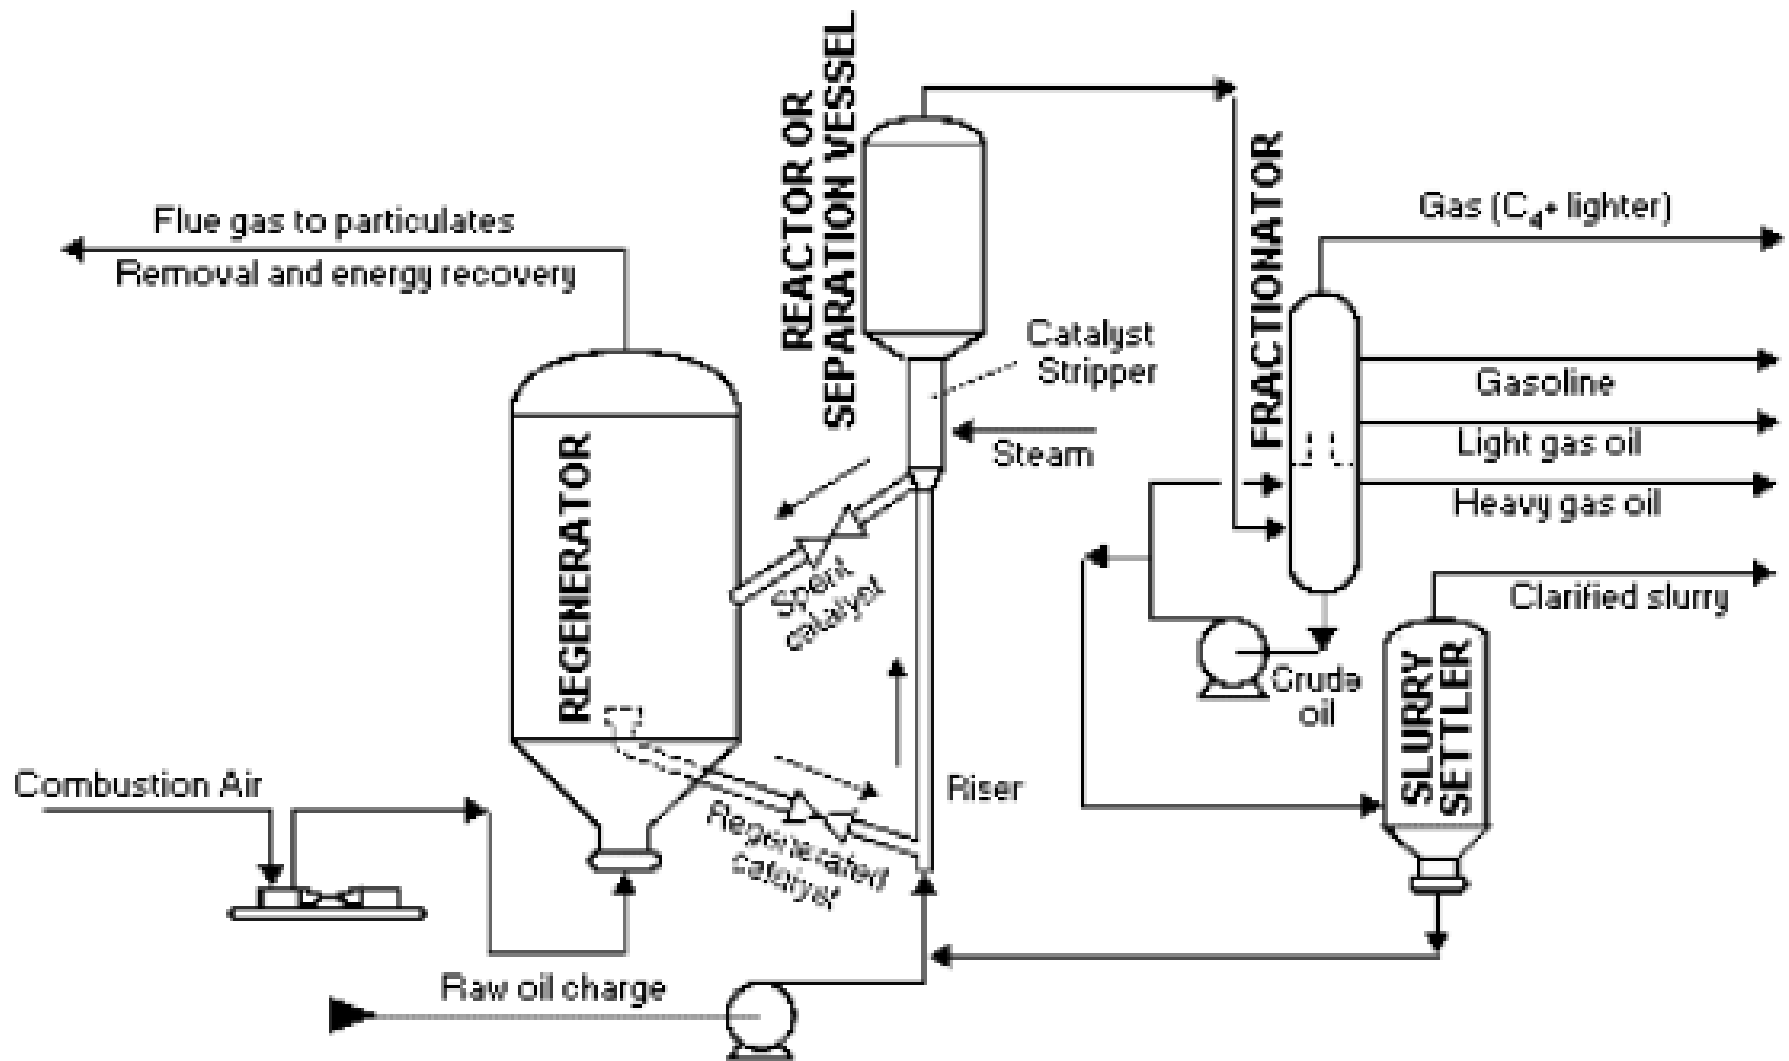 REACTOR OR
SEPARATION VESSEL
Flue gas to particulates
Removal and energy recovery
FRACTIONATOR
Gas (C₄+ lighter)
Catalyst
Stripper
Gasoline
Steam
Light gas oil
Heavy gas oil
REGENERATOR
Spent
catalyst
Clarified slurry
Crude
oil
SLURRY
SETTLER
Combustion Air
Riser
Regenerated
catalyst
Raw oil charge